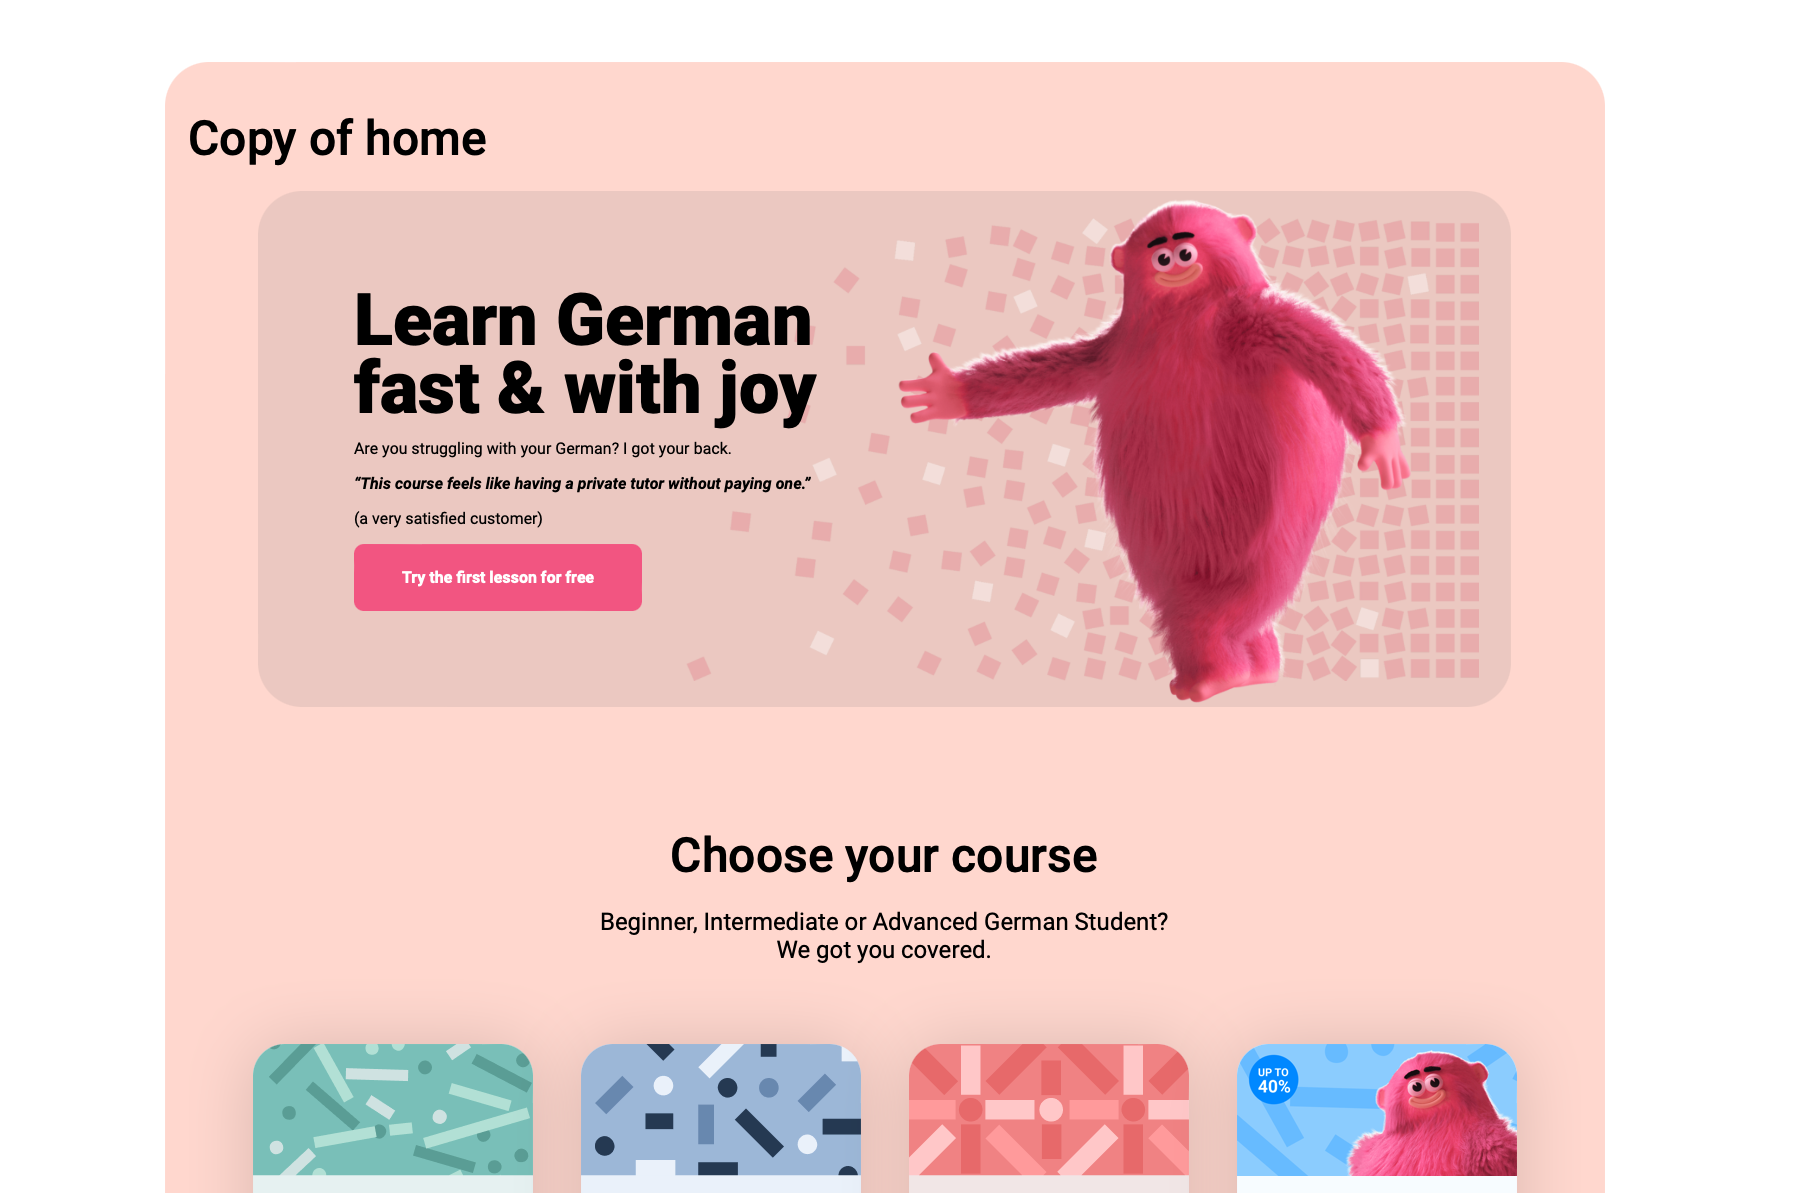 Copy of home
Learn German
fast & with joy
Are you struggling with your German? I got your back.
“This course feels like having a private tutor without paying one.”
(a very satisfied customer)
Try the first lesson for free
Choose your course
Beginner, Intermediate or Advanced German Student?
We got you covered.
UP TO
40%